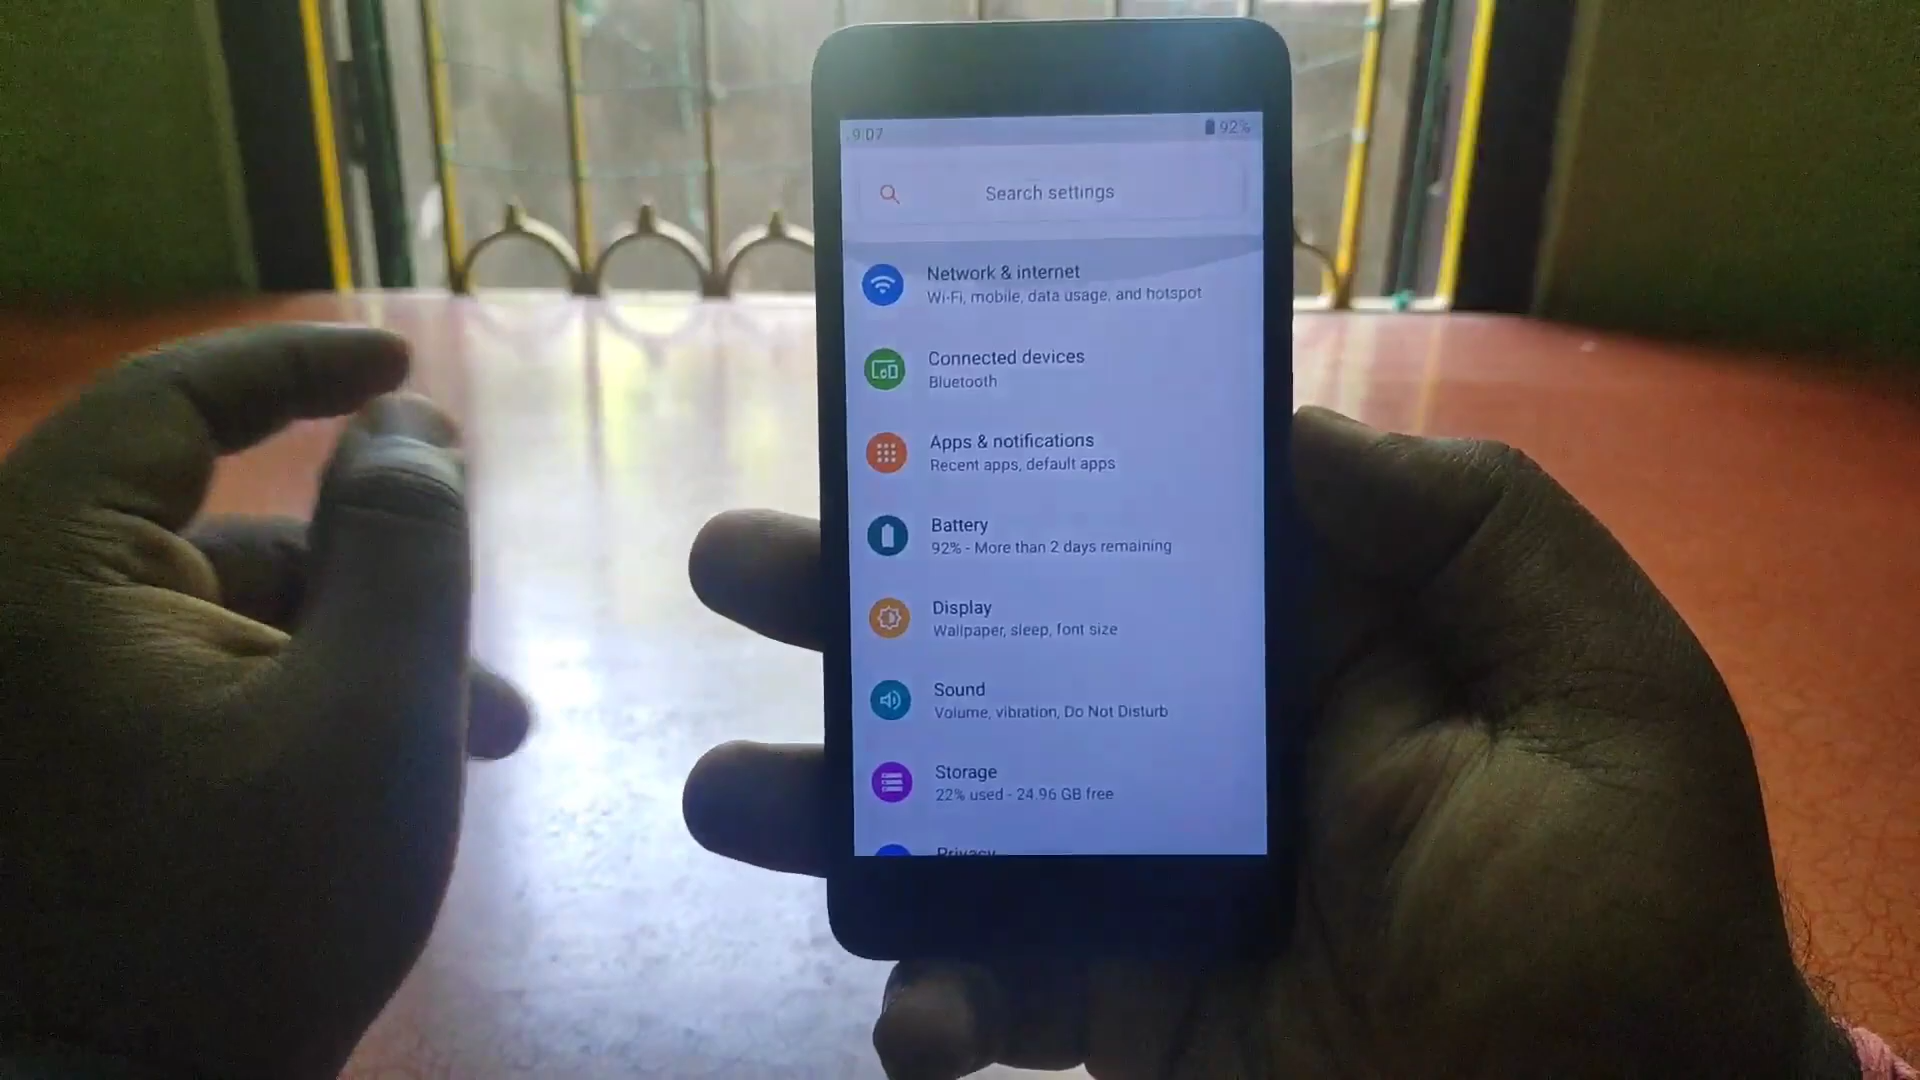 9:07
92%
Search settings
Network & internet
Wi-Fi, mobile, data usage, and hotspot
Connected devices
Bluetooth
Apps & notifications
Recent apps, default apps
Battery
92% - More than 2 days remaining
Display
Wallpaper, sleep, font size
Sound
Volume, vibration, Do Not Disturb
Storage
22% used - 24.96 GB free
Privacy